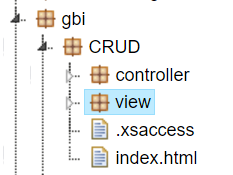 gbi
CRUD
controller
view
.xsaccess
index.html